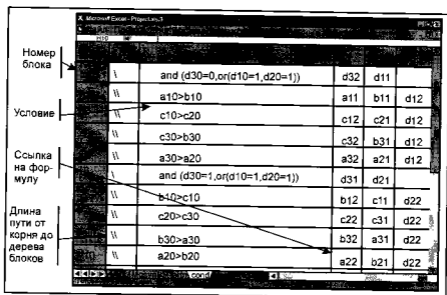 Microsoft Excel - Project.xls:3
Номер
блока
Условие
Ссылка
на фор-
мулу
Длина
пути от
корня до
дерева
блоков
\\ and (d30=0,or(d10=1,d20=1)) d32 d11
\\ a10>b10 a11 b11 d12
\\ c10>c20 c12 c21 d12
\\ c30>b30 c32 b31 d12
\\ a30>a20 a32 a21 d12
\\ and (d30=1,or(d10=1,d20=1)) d31 d21
\\ b10>c10 b12 c11 d22
\\ c20>c30 c22 c31 d22
\\ b30>a30 b32 a31 d22
\\ a20>b20 a22 b21 d22
cond